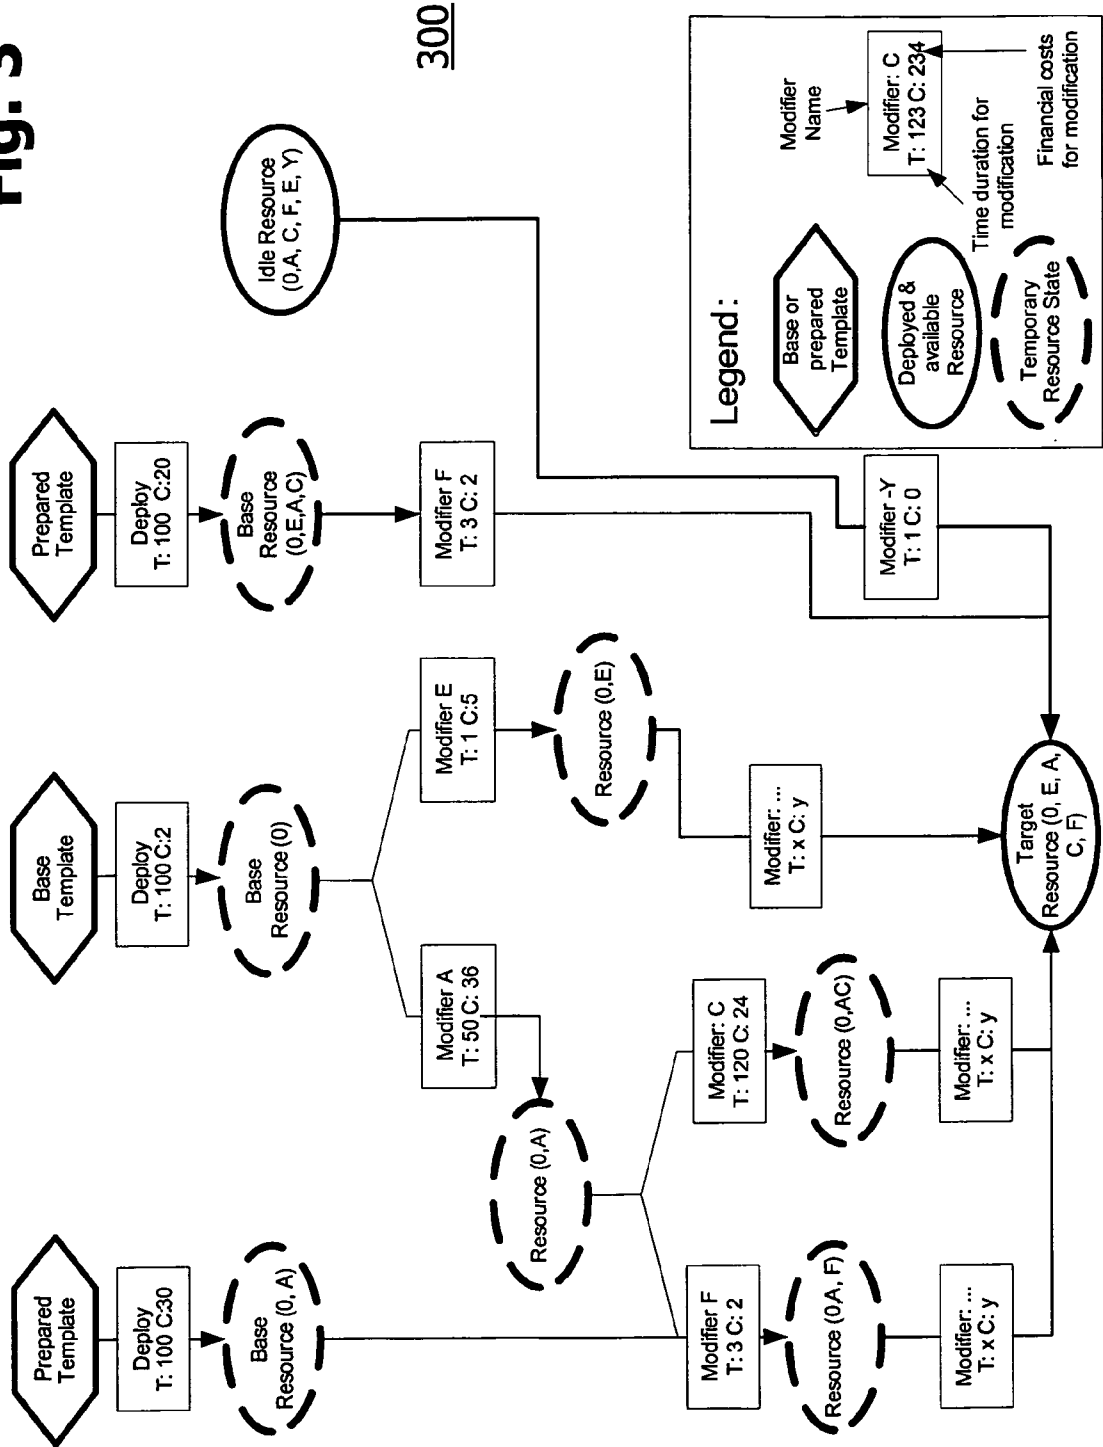 Fig. 3
300
Prepared
Template
Deploy
T: 100 C:30
Base
Resource (0, A)
Modifier F
T: 3 C: 2
Resource (0,A, F)
Modifier: ...
T: x C: y
Base
Template
Deploy
T: 100 C:2
Base
Resource (0)
Modifier A
T: 50 C: 36
Resource (0,A)
Modifier: C
T: 120 C: 24
Resource (0,AC)
Modifier: ...
T: x C: y
Modifier E
T: 1 C:5
Resource (0,E)
Modifier: ...
T: x C: y
Prepared
Template
Deploy
T: 100 C:20
Base
Resource
(0,E,A,C)
Modifier F
T: 3 C: 2
Idle Resource
(0,A, C, F, E, Y)
Modifier -Y
T: 1 C: 0
Target
Resource (0, E, A,
C, F)
Legend:
Base or
prepared
Template
Deployed &
available
Resource
Temporary
Resource State
Modifier
Name
Modifier: C
T: 123 C: 234
Time duration for
modification
Financial costs
for modification